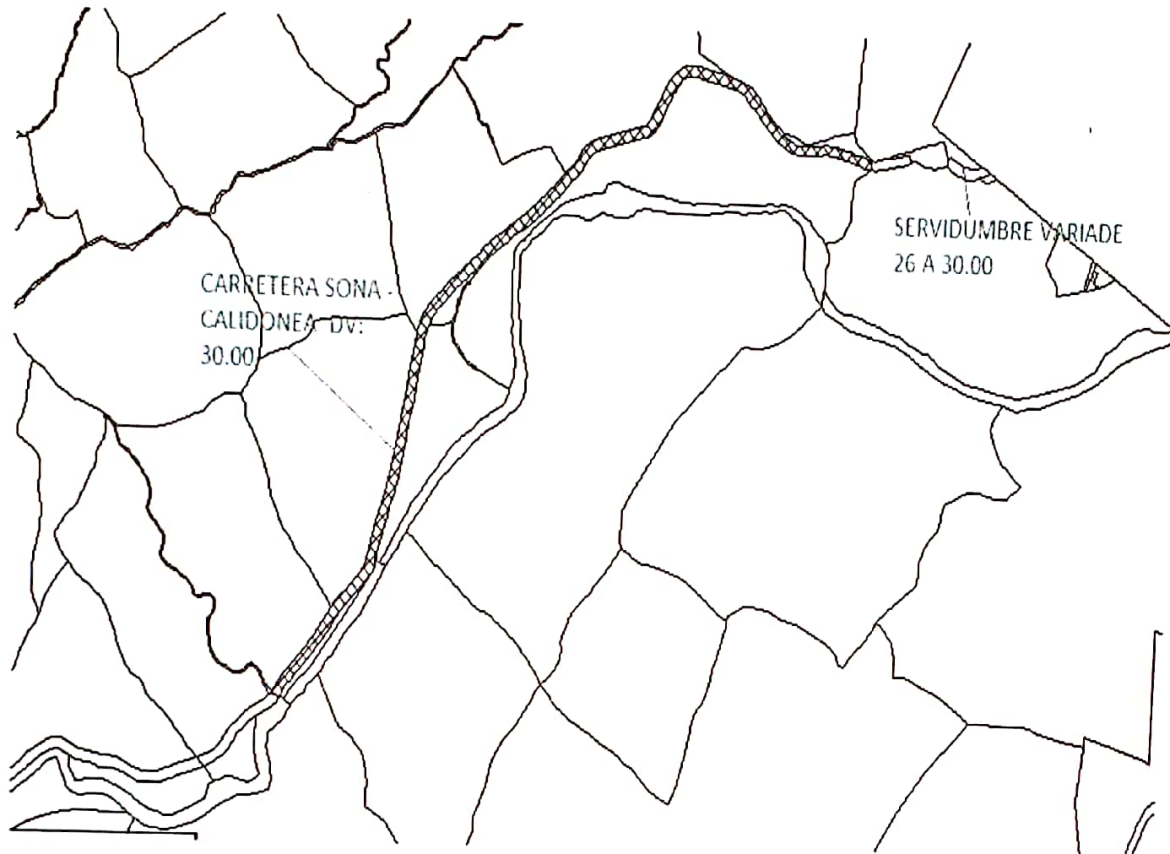 CARRETERA SONA -
CALIDONEA DV:
30.00
SERVIDUMBRE VARIADE
26 A 30.00